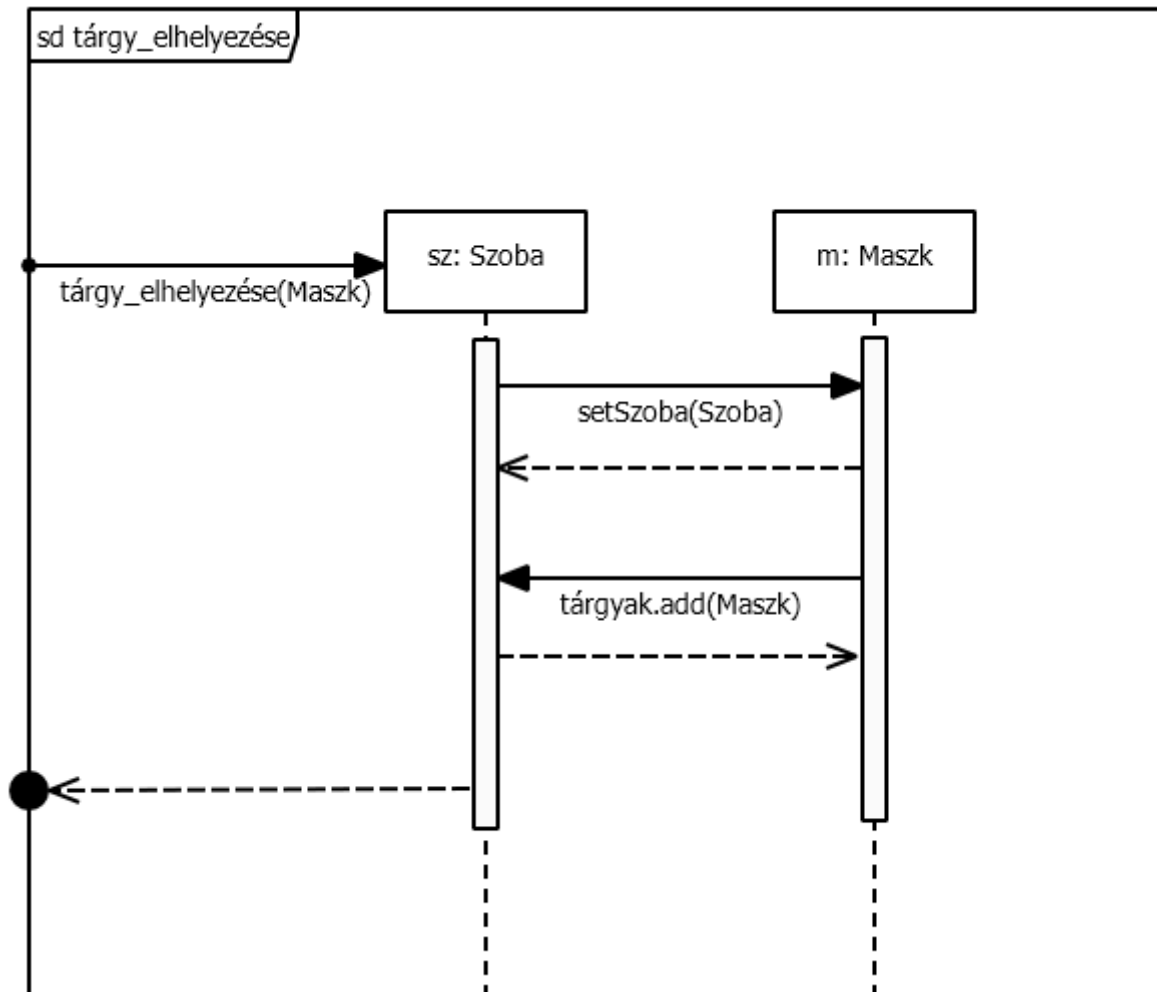 sd tárgy_elhelyezése
sz: Szoba
m: Maszk
tárgy_elhelyezése(Maszk)
setSzoba(Szoba)
tárgyak.add(Maszk)